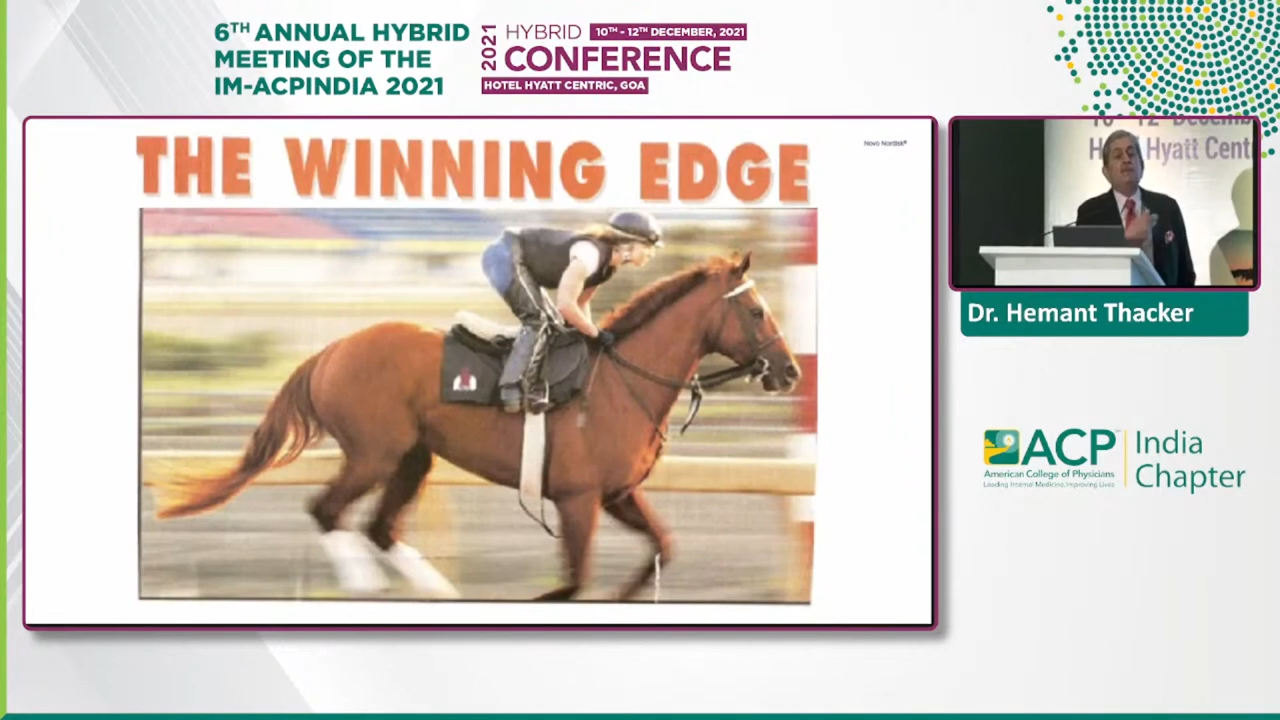 6TH ANNUAL HYBRID
MEETING OF THE
IM-ACPINDIA 2021
2021
HYBRID
10TH - 12TH DECEMBER, 2021
CONFERENCE
HOTEL HYATT CENTRIC, GOA
Novo Nordisk®
THE WINNING EDGE
Hyatt Cent
Dr. Hemant Thacker
ACP
American College of Physicians
Leading Internal Medicine, Improving Lives
India
Chapter